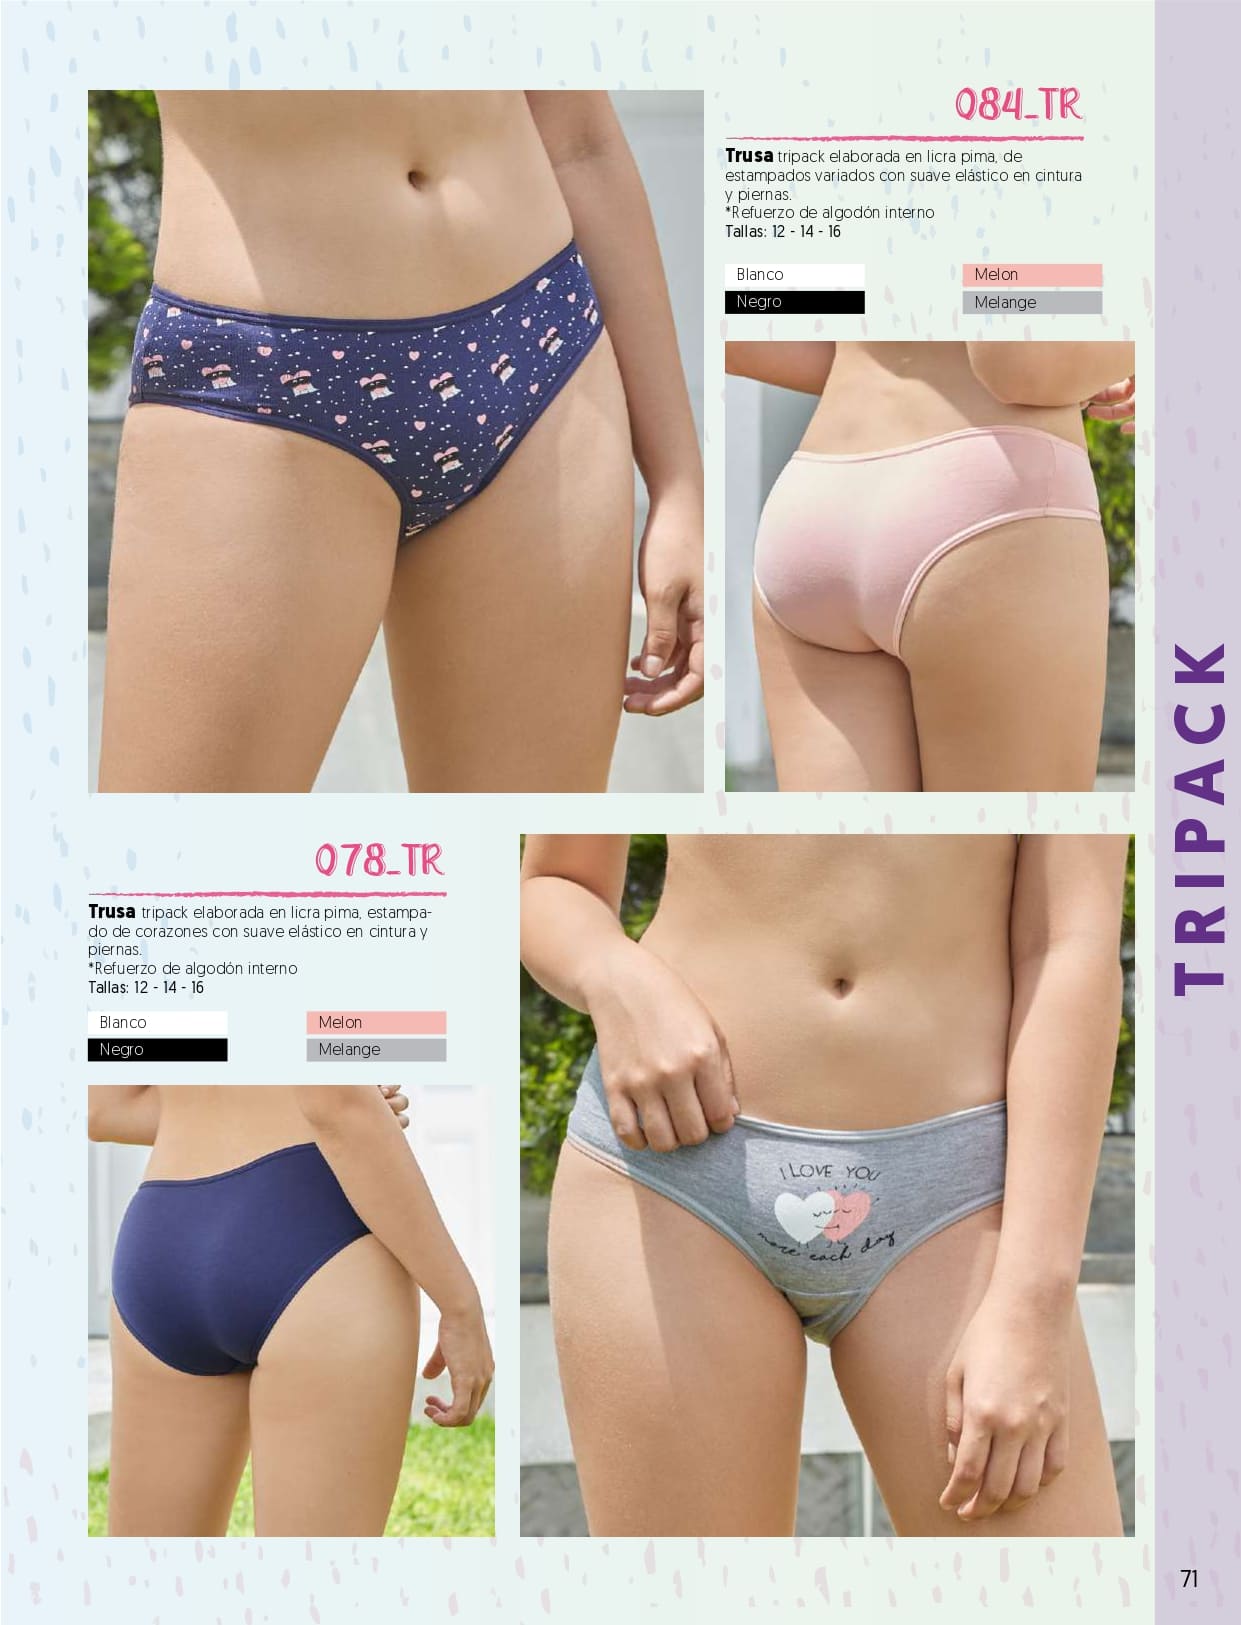 084_TR
Trusa tripack elaborada en licra pima, de
estampados variados con suave elástico en cintura
y piernas.
*Refuerzo de algodón interno
Tallas: 12 - 14 - 16
Blanco
Melon
Negro
Melange
078_TR
Trusa tripack elaborada en licra pima, estampa-
do de corazones con suave elástico en cintura y
piernas.
*Refuerzo de algodón interno
Tallas: 12 - 14 - 16
Blanco
Melon
Negro
Melange
I LOVE YOU
more each day
TRIPACK
71